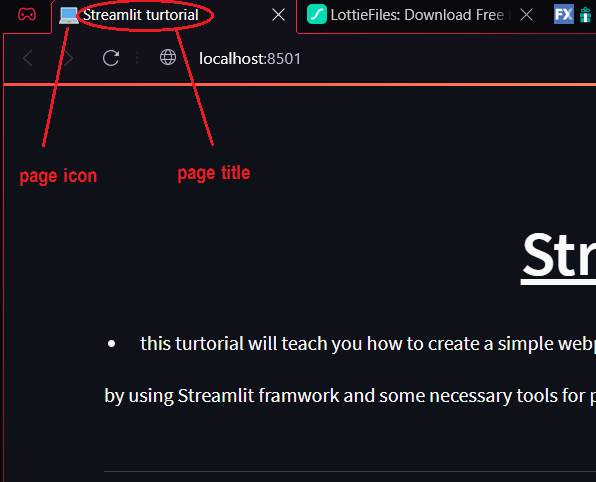 Streamlit turtorial
LottieFiles: Download Free
FX
localhost:8501
page icon
page title
Str
this turtorial will teach you how to create a simple webp
by using Streamlit framwork and some necessary tools for p